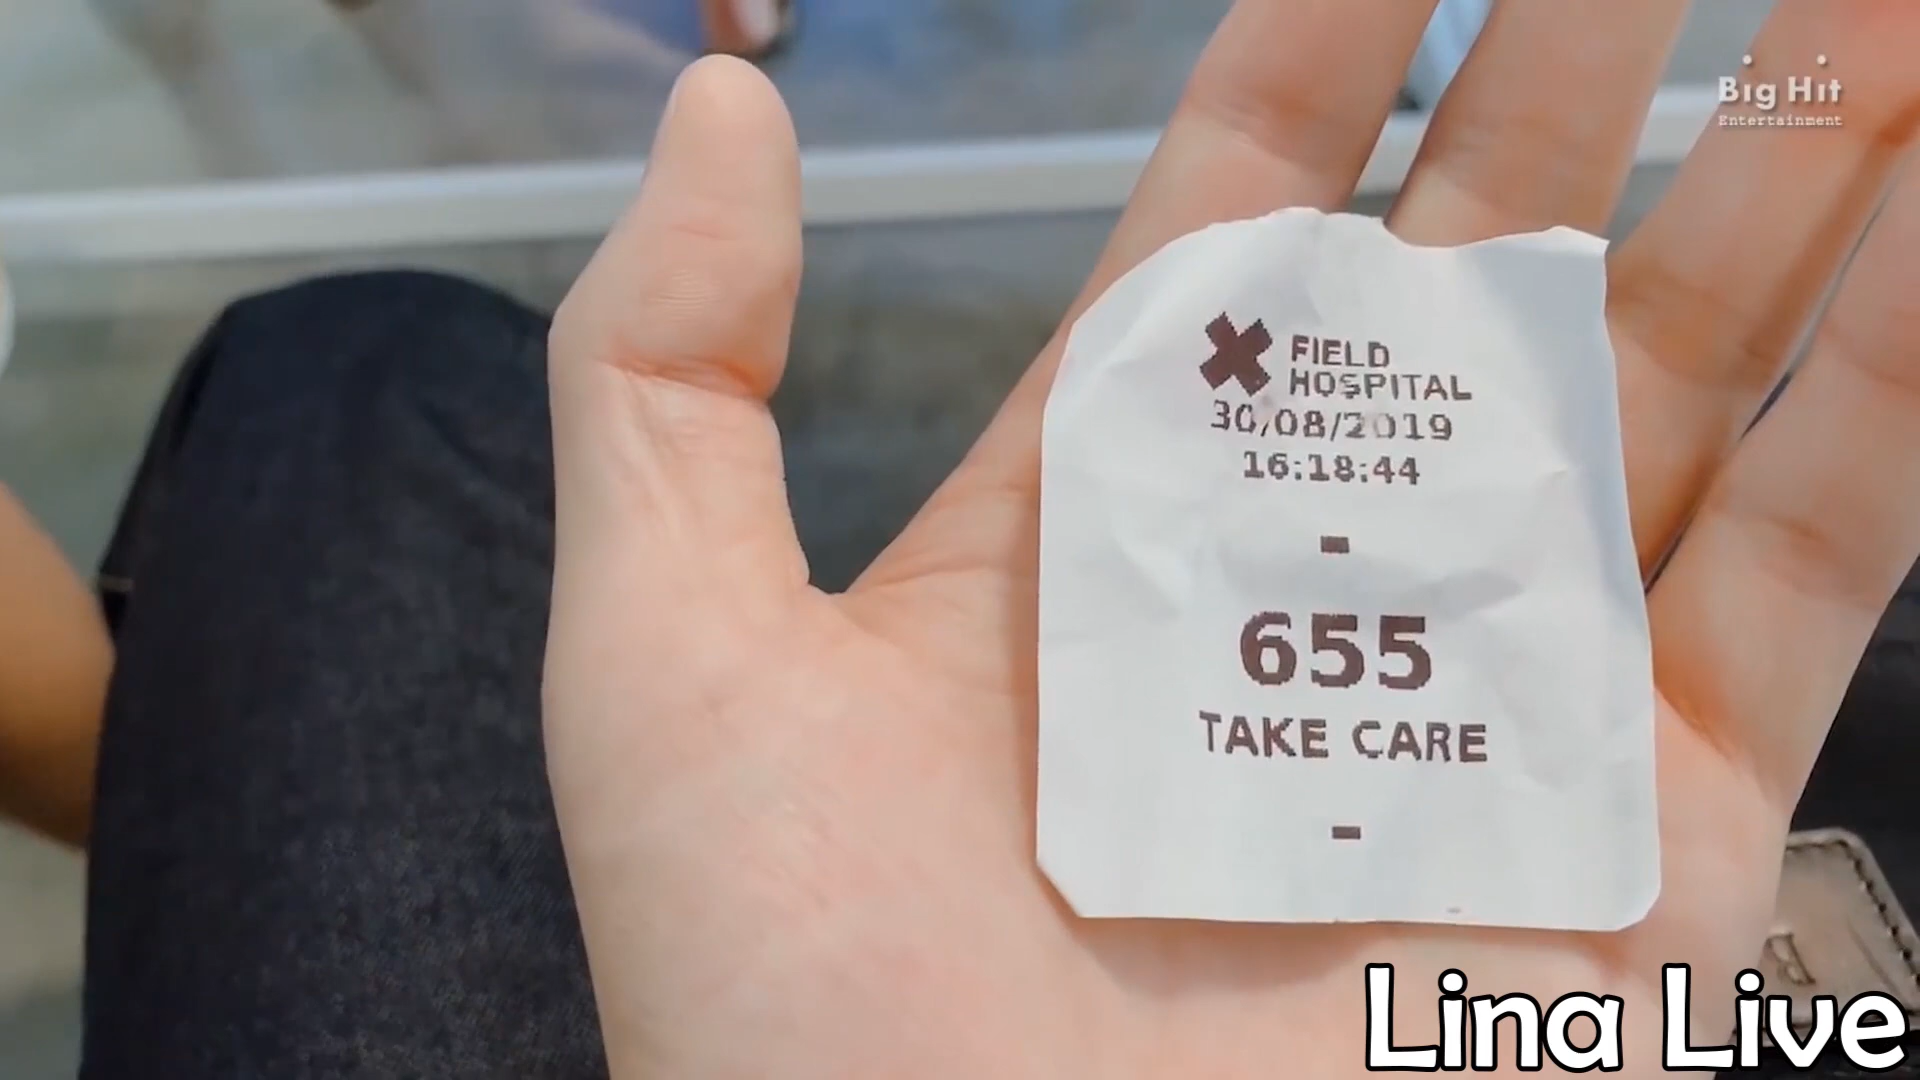 Big Hit
Entertainment
FIELD
HOSPITAL
30/08/2019
16:18:44
-
655
TAKE CARE
-
B
Lina Live